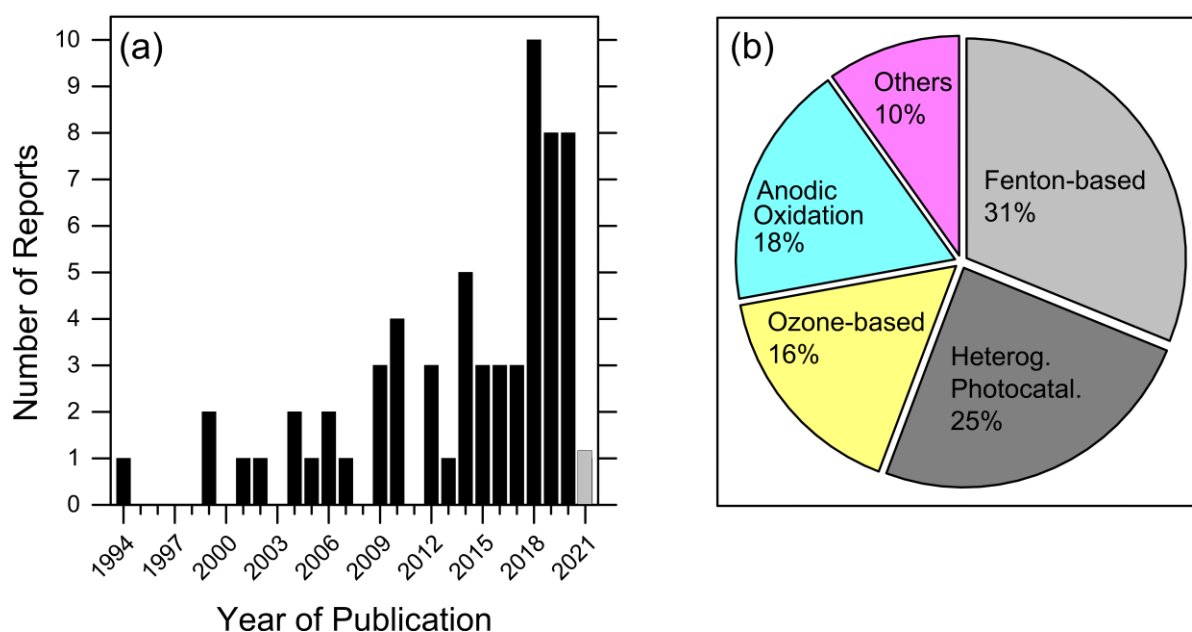 (a)
Number of Reports
10
9
8
7
6
5
4
3
2
1
0
1994
1997
2000
2003
2006
2009
2012
2015
2018
2021
Year of Publication
(b)
Others
10%
Fenton-based
31%
Anodic
Oxidation
18%
Ozone-based
16%
Heterog.
Photocatal.
25%